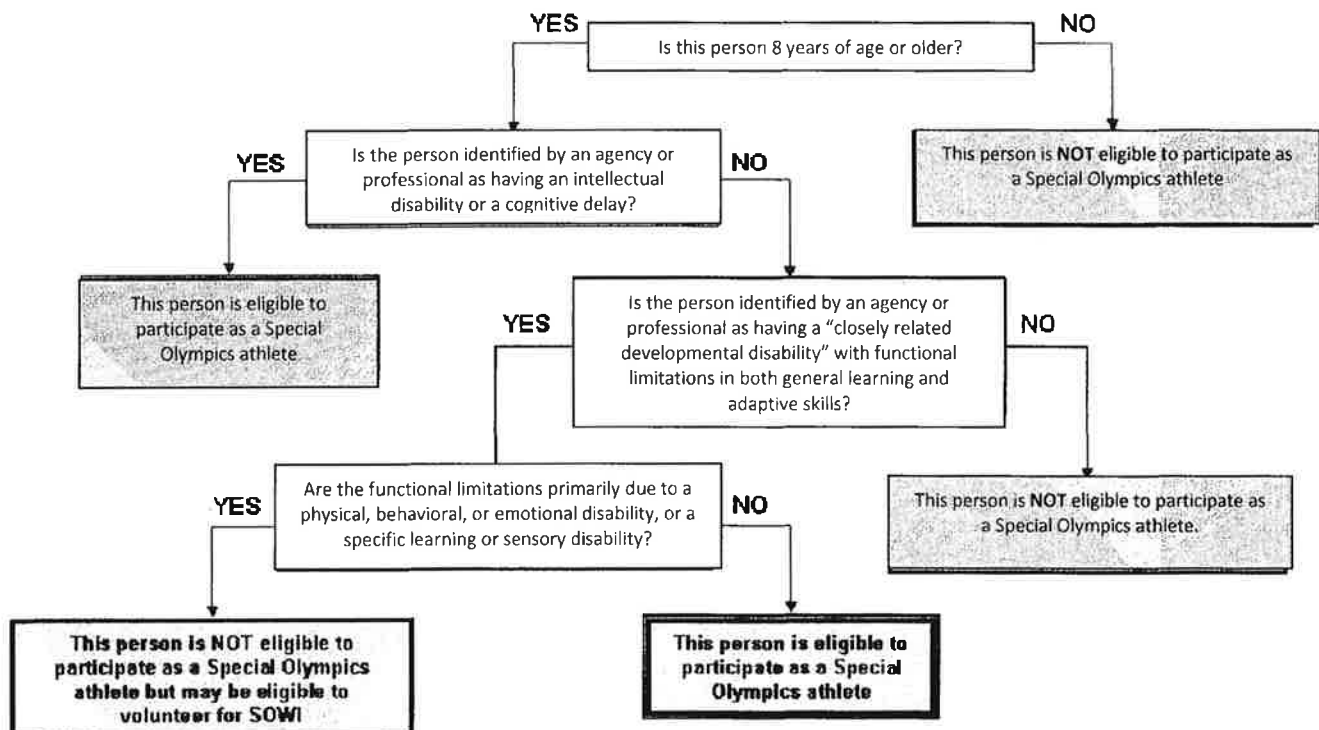 YES
Is this person 8 years of age or older?
NO
YES
Is the person identified by an agency or
professional as having an intellectual
disability or a cognitive delay?
NO
This person is NOT eligible to participate as
a Special Olympics athlete
This person is eligible to
participate as a Special
Olympics athlete
YES
Is the person identified by an agency or
professional as having a “closely related
developmental disability” with functional
limitations in both general learning and
adaptive skills?
NO
YES
Are the functional limitations primarily due to a
physical, behavioral, or emotional disability, or a
specific learning or sensory disability?
NO
This person is NOT eligible to participate as
a Special Olympics athlete.
This person is NOT eligible to
participate as a Special Olympics
athlete but may be eligible to
volunteer for SOWI
This person is eligible to
participate as a Special
Olympics athlete